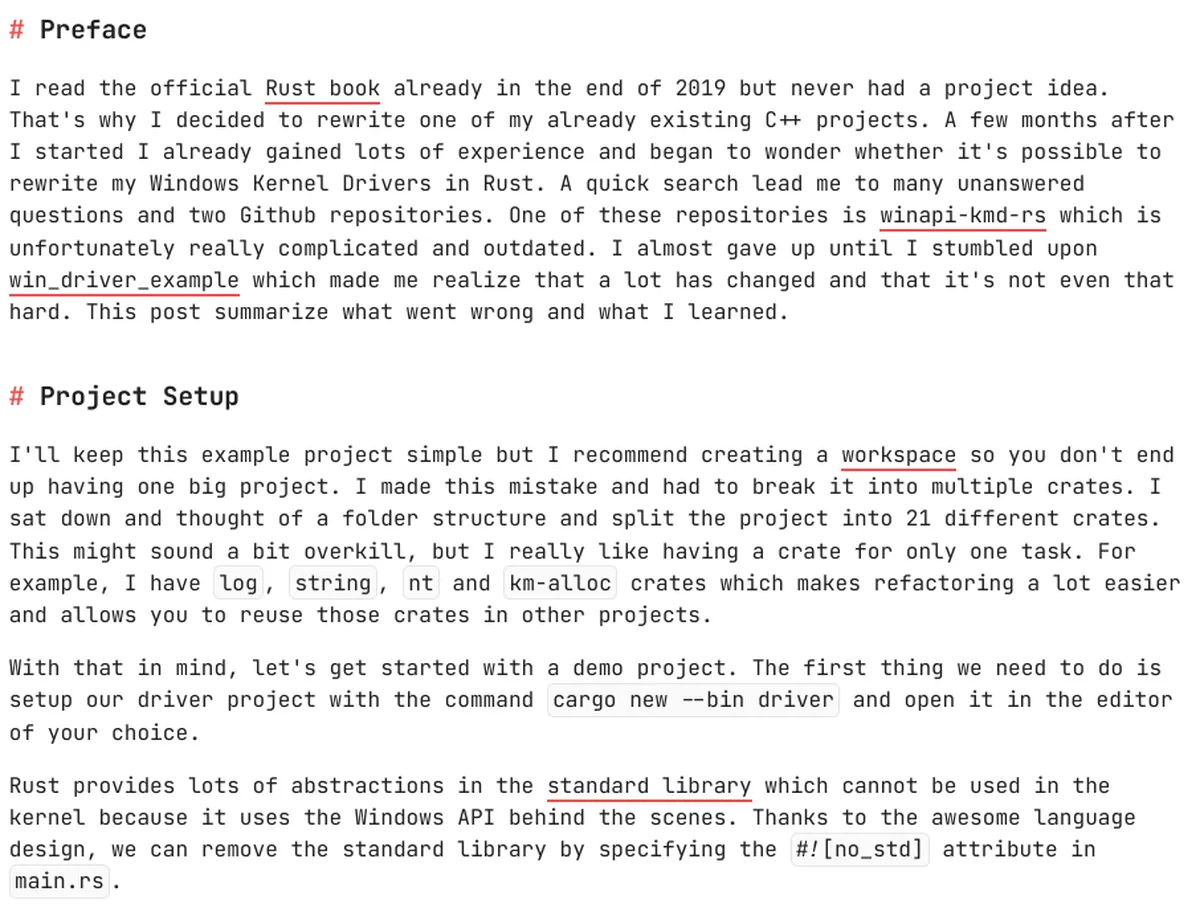 # Preface
I read the official Rust book already in the end of 2019 but never had a project idea.
That's why I decided to rewrite one of my already existing C++ projects. A few months after
I started I already gained lots of experience and began to wonder whether it's possible to
rewrite my Windows Kernel Drivers in Rust. A quick search lead me to many unanswered
questions and two Github repositories. One of these repositories is winapi-kmd-rs which is
unfortunately really complicated and outdated. I almost gave up until I stumbled upon
win_driver_example which made me realize that a lot has changed and that it's not even that
hard. This post summarize what went wrong and what I learned.
# Project Setup
I'll keep this example project simple but I recommend creating a workspace so you don't end
up having one big project. I made this mistake and had to break it into multiple crates. I
sat down and thought of a folder structure and split the project into 21 different crates.
This might sound a bit overkill, but I really like having a crate for only one task. For
example, I have log, string, nt and km-alloc crates which makes refactoring a lot easier
and allows you to reuse those crates in other projects.
With that in mind, let's get started with a demo project. The first thing we need to do is
setup our driver project with the command cargo new --bin driver and open it in the editor
of your choice.
Rust provides lots of abstractions in the standard library which cannot be used in the
kernel because it uses the Windows API behind the scenes. Thanks to the awesome language
design, we can remove the standard library by specifying the #![no_std] attribute in
main.rs.